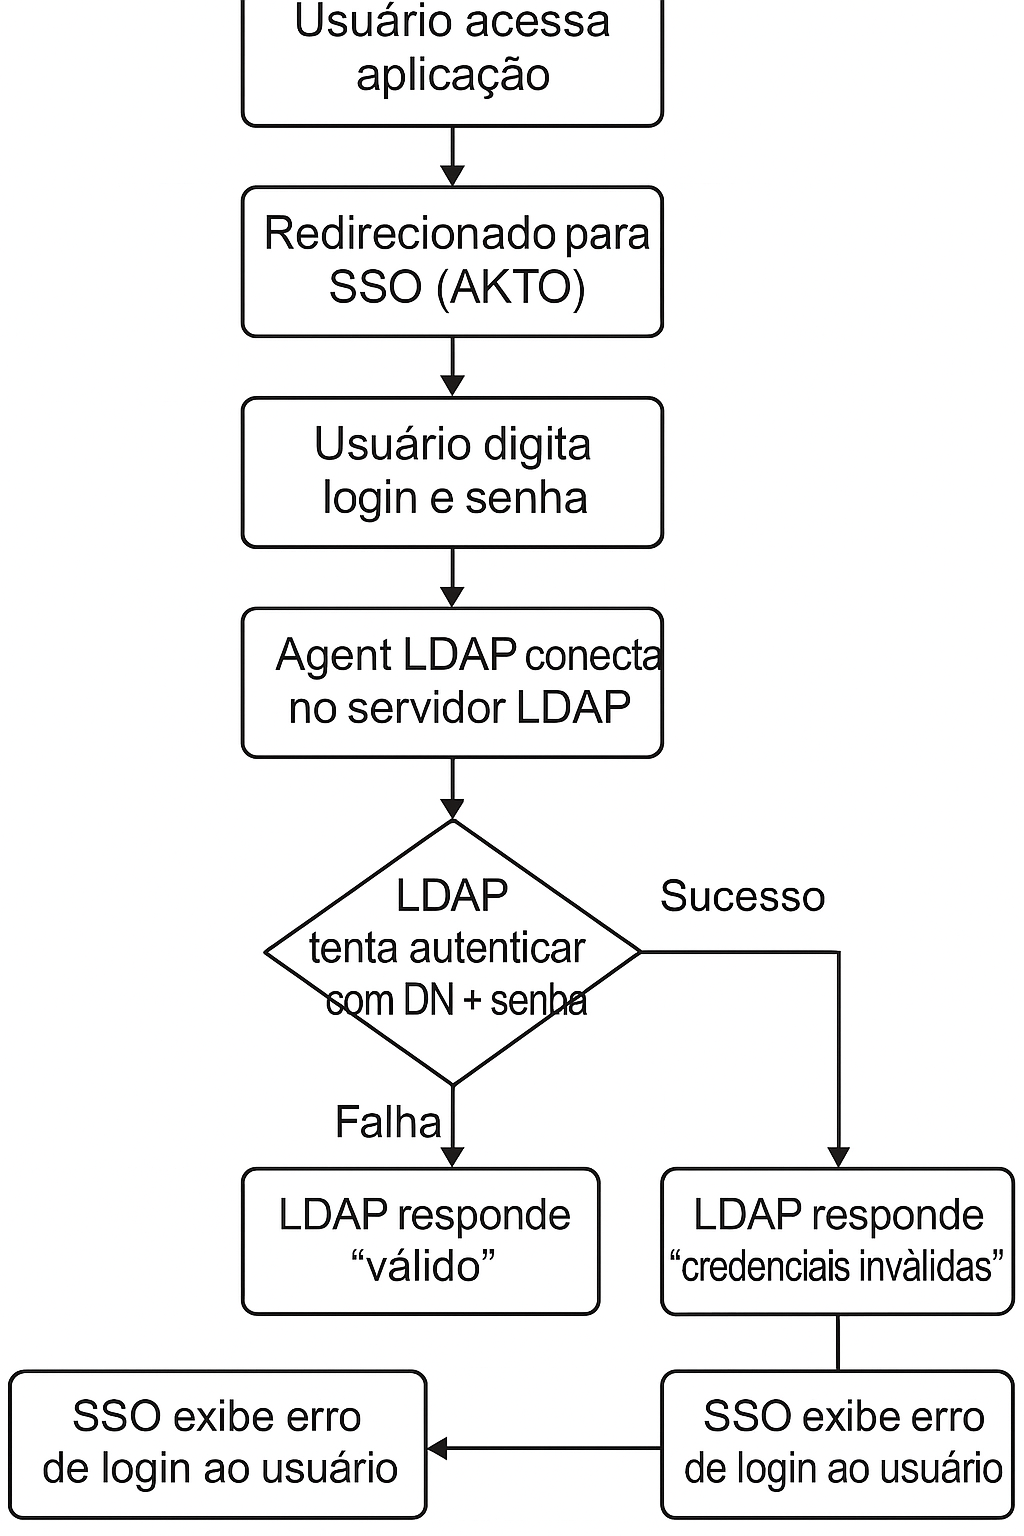 Usuário acessa
aplicação
Redirecionado para
SSO (AKTO)
Usuário digita
login e senha
Agent LDAP conecta
no servidor LDAP
LDAP
tenta autenticar
com DN + senha
Sucesso
Falha
LDAP responde
“válido”
LDAP responde
“credenciais invàlidas”
SSO exibe erro
de login ao usuário
SSO exibe erro
de login ao usuário